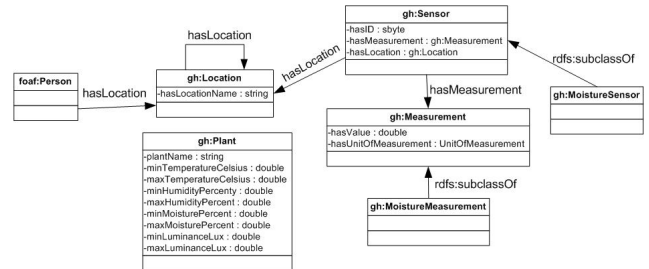 gh:Sensor
-hasID : sbyte
-hasMeasurement : gh:Measurement
-hasLocation : gh:Location
hasLocation
hasLocation
rdfs:subclassOf
foaf:Person
hasLocation
gh:Location
-hasLocationName : string
hasMeasurement
gh:MoistureSensor
gh:Measurement
-hasValue : double
-hasUnitOfMeasurement : UnitOfMeasurement
gh:Plant
-plantName : string
-minTemperatureCelsius : double
-maxTemperatureCelsius : double
-minHumidityPercenty : double
-maxHumidityPercent : double
-minMoisturePercent : double
-maxMoisturePercent : double
-minLuminanceLux : double
-maxLuminanceLux : double
rdfs:subclassOf
gh:MoistureMeasurement